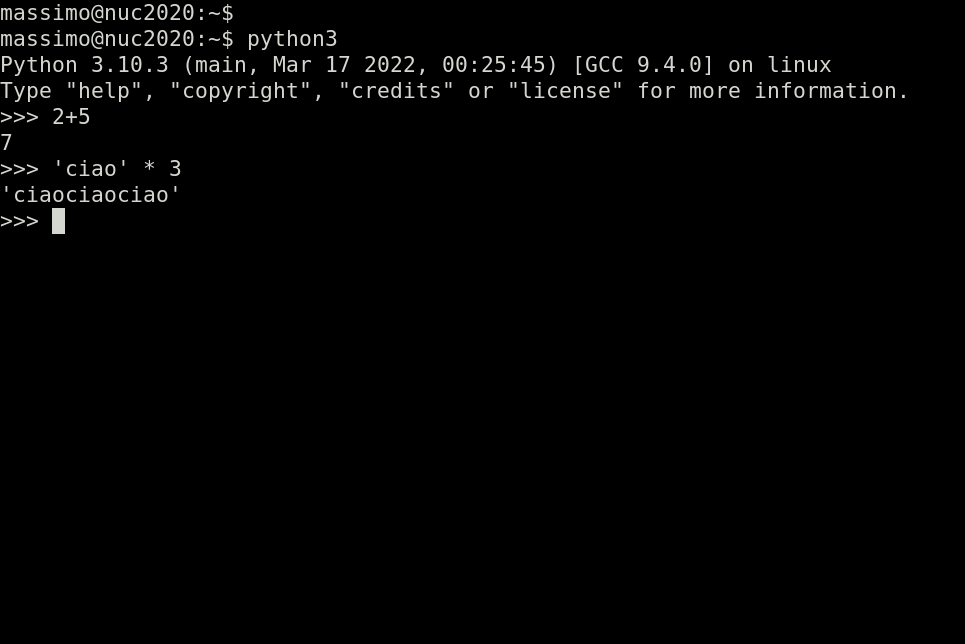 massimo@nuc2020:~$
massimo@nuc2020:~$ python3
Python 3.10.3 (main, Mar 17 2022, 00:25:45) [GCC 9.4.0] on linux
Type "help", "copyright", "credits" or "license" for more information.
>>> 2+5
7
>>> 'ciao' * 3
'ciaociaociao'
>>>